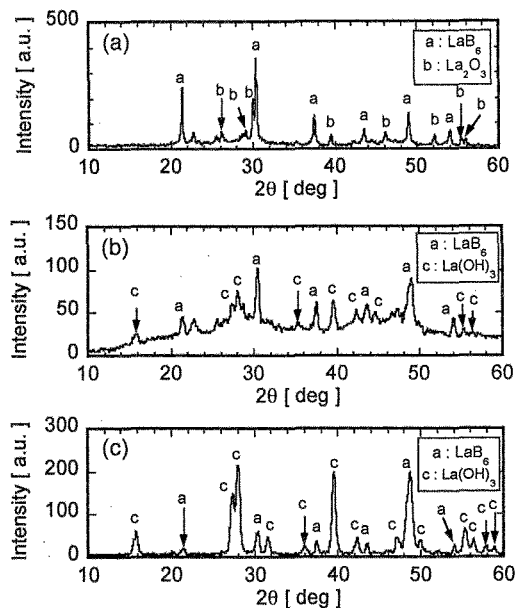 (a)
a : LaB6
b : La2O3
a
b
b
b
a
a
b
a
b
a
b
a
b
b
Intensity [ a.u. ]
500
250
0
10 20 30 40 50 60
2θ [ deg ]
(b)
a : LaB6
c : La(OH)3
c
a
c
c
a
c
a
c
c
a
c
a
a
c
c
Intensity [ a.u. ]
150
100
50
0
10 20 30 40 50 60
2θ [ deg ]
(c)
a : LaB6
c : La(OH)3
c
a
c
c
a
c
c
a
c
c
a
c
a
c
a
c
c
c
c
Intensity [ a.u. ]
300
200
100
0
10 20 30 40 50 60
2θ [ deg ]